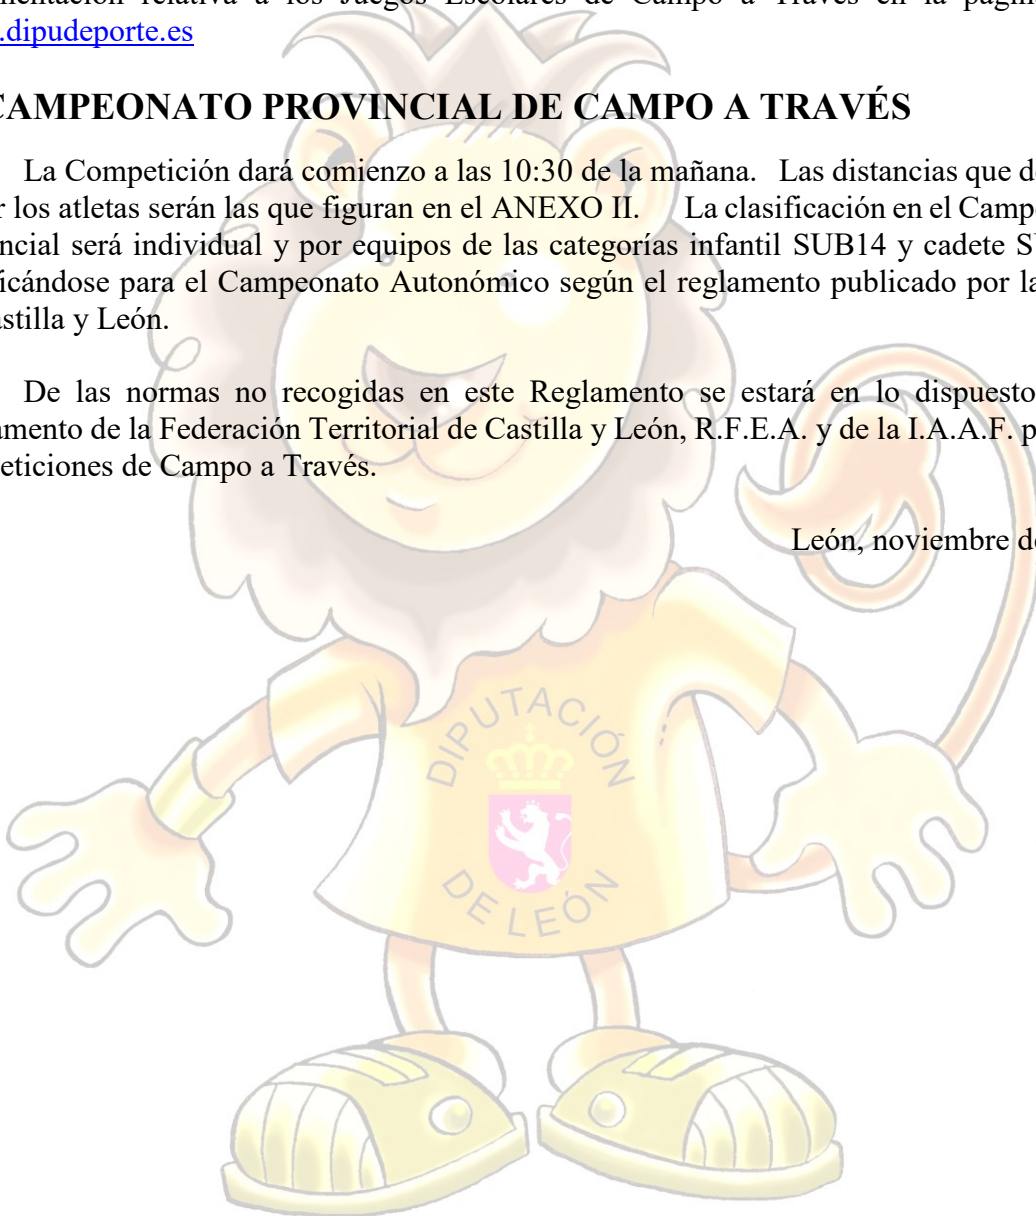 mentación relativa a los Juegos Escolares de Campo a Través en la página
.dipudeporte.es
CAMPEONATO PROVINCIAL DE CAMPO A TRAVÉS
La Competición dará comienzo a las 10:30 de la mañana. Las distancias que d
r los atletas serán las que figuran en el ANEXO II. La clasificación en el Camp
ncial será individual y por equipos de las categorías infantil SUB14 y cadete S
icándose para el Campeonato Autonómico según el reglamento publicado por la
astilla y León.
De las normas no recogidas en este Reglamento se estará en lo dispuesto
amento de la Federación Territorial de Castilla y León, R.F.E.A. y de la I.A.A.F. p
eticiones de Campo a Través.
León, noviembre d
DIPUTACIÓN
DE LEÓN